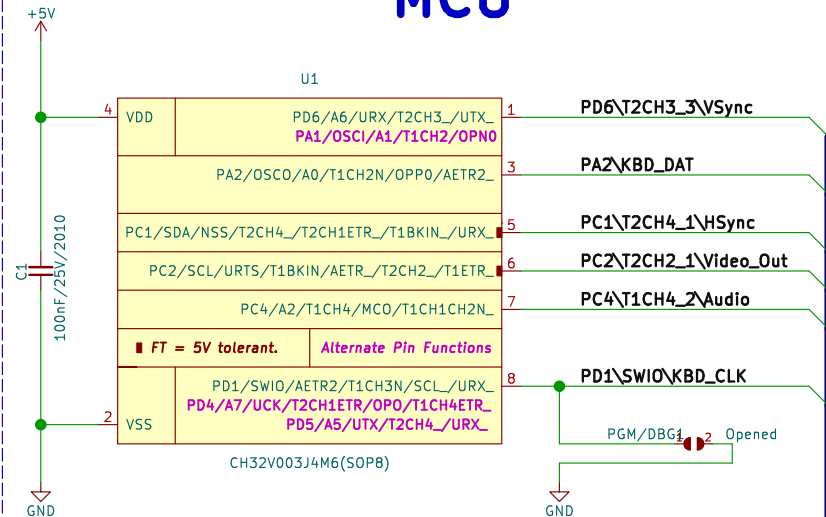 MCU
+5V
U1
4 VDD
PD6/A6/URX/T2CH3_/UTX_ 1 PD6\T2CH3_3\VSync
PA1/OSCI/A1/T1CH2/OPN0
PA2/OSCO/A0/T1CH2N/OPP0/AETR2_ 3 PA2\KBD_DAT
PC1/SDA/NSS/T2CH4_/T2CH1ETR_/T1BKIN_/URX_ 5 PC1\T2CH4_1\HSync
PC2/SCL/URTS/T1BKIN/AETR_/T2CH2_/T1ETR_ 6 PC2\T2CH2_1\Video_Out
C1
100nF/25V/2010
PC4/A2/T1CH4/MCO/T1CH1CH2N_ 7 PC4\T1CH4_2\Audio
FT = 5V tolerant.
Alternate Pin Functions
PD1/SWIO/AETR2/T1CH3N/SCL_/URX_ 8 PD1\SWIO\KBD_CLK
PD4/A7/UCK/T2CH1ETR/OPO/T1CH4ETR_
2 VSS
PD5/A5/UTX/T2CH4_/URX_
PGM/DBG1 1 2 Opened
CH32V003J4M6(SOP8)
GND
GND